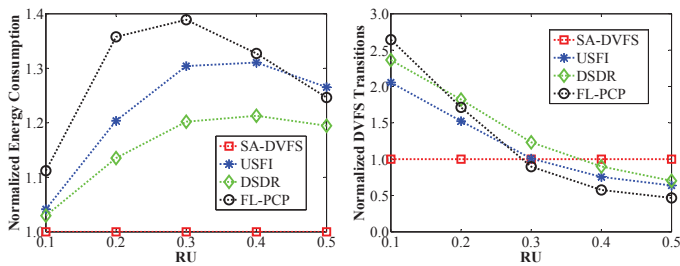 Normalized Energy Consumption
1.4
1.3
1.2
1.1
1.0
SA-DVFS
USFI
DSDR
FL-PCP
0.1 0.2 0.3 0.4 0.5
RU
Normalized DVFS Transitions
3.0
2.5
2.0
1.5
1.0
0.5
0.0
SA-DVFS
USFI
DSDR
FL-PCP
0.1 0.2 0.3 0.4 0.5
RU